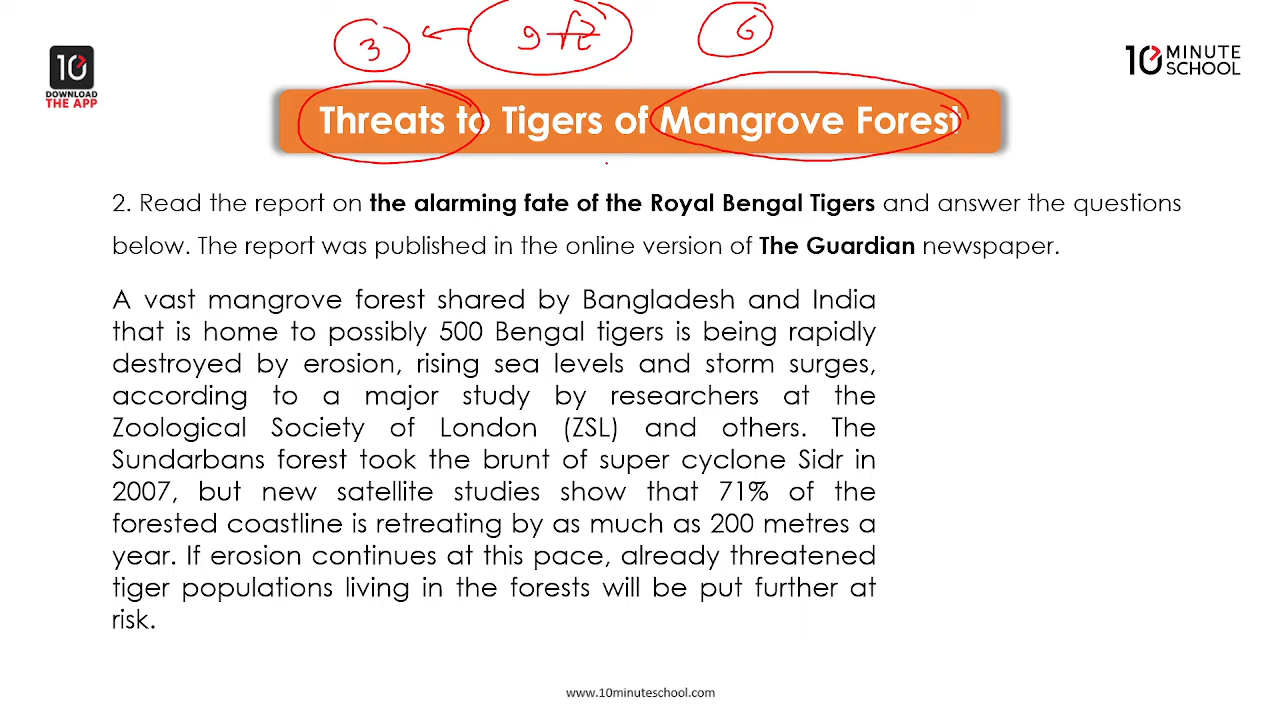 3
6
10
MINUTE
SCHOOL
10
DOWNLOAD
THE APP
Threats to Tigers of Mangrove Forest
2. Read the report on the alarming fate of the Royal Bengal Tigers and answer the questions
below. The report was published in the online version of The Guardian newspaper.
A vast mangrove forest shared by Bangladesh and India
that is home to possibly 500 Bengal tigers is being rapidly
destroyed by erosion, rising sea levels and storm surges,
according to a major study by researchers at the
Zoological Society of London (ZSL) and others. The
Sundarbans forest took the brunt of super cyclone Sidr in
2007, but new satellite studies show that 71% of the
forested coastline is retreating by as much as 200 metres a
year. If erosion continues at this pace, already threatened
tiger populations living in the forests will be put further at
risk.
www.10minuteschool.com